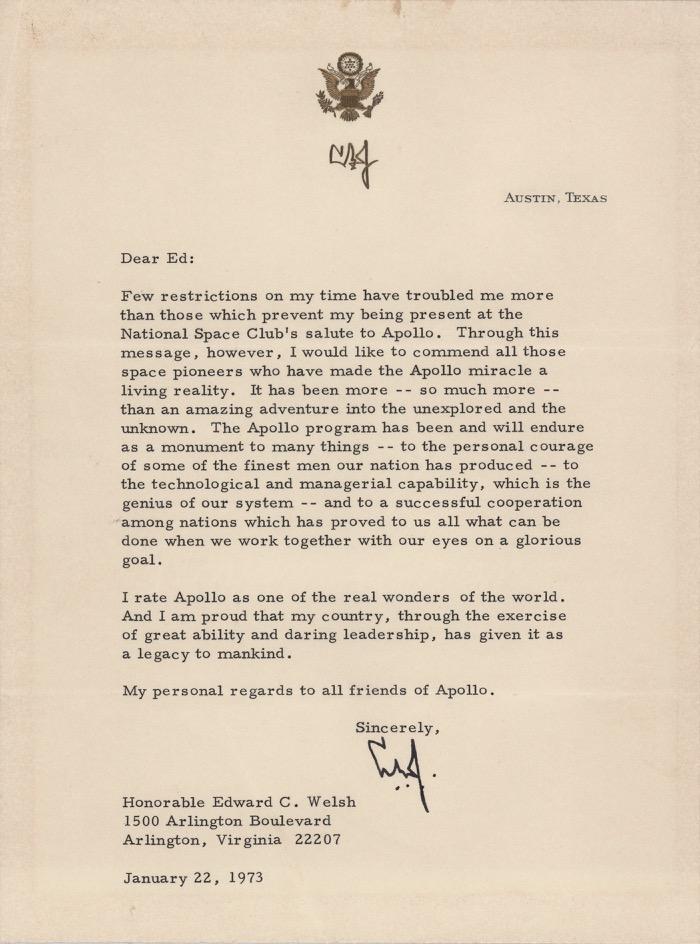 LBJ
AUSTIN, TEXAS
Dear Ed:
Few restrictions on my time have troubled me more
than those which prevent my being present at the
National Space Club's salute to Apollo. Through this
message, however, I would like to commend all those
space pioneers who have made the Apollo miracle a
living reality. It has been more -- so much more --
than an amazing adventure into the unexplored and the
unknown. The Apollo program has been and will endure
as a monument to many things -- to the personal courage
of some of the finest men our nation has produced -- to
the technological and managerial capability, which is the
genius of our system -- and to a successful cooperation
among nations which has proved to us all what can be
done when we work together with our eyes on a glorious
goal.
I rate Apollo as one of the real wonders of the world.
And I am proud that my country, through the exercise
of great ability and daring leadership, has given it as
a legacy to mankind.
My personal regards to all friends of Apollo.
Sincerely,
LBJ
Honorable Edward C. Welsh
1500 Arlington Boulevard
Arlington, Virginia 22207
January 22, 1973